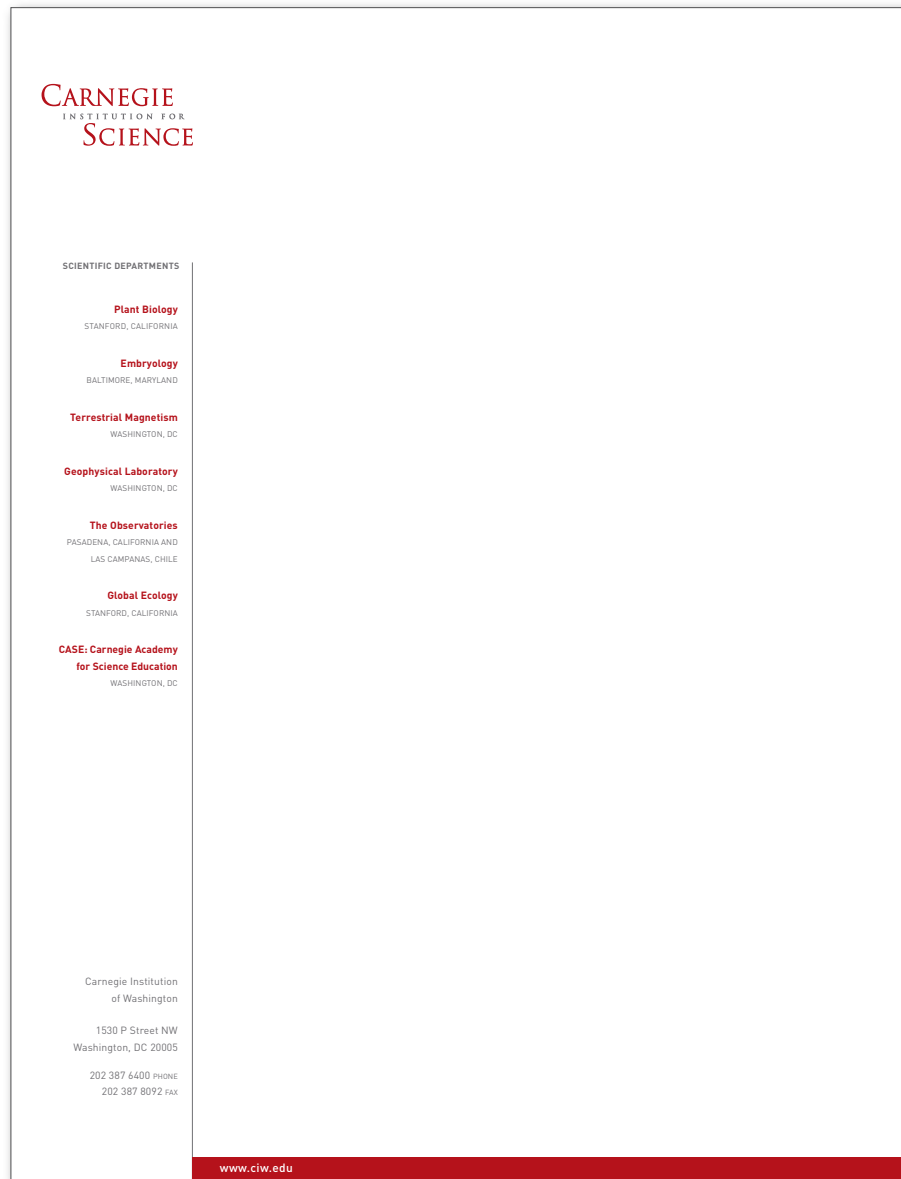 CARNEGIE
INSTITUTION FOR
SCIENCE
SCIENTIFIC DEPARTMENTS
Plant Biology
STANFORD, CALIFORNIA
Embryology
BALTIMORE, MARYLAND
Terrestrial Magnetism
WASHINGTON, DC
Geophysical Laboratory
WASHINGTON, DC
The Observatories
PASADENA, CALIFORNIA AND
LAS CAMPANAS, CHILE
Global Ecology
STANFORD, CALIFORNIA
CASE: Carnegie Academy
for Science Education
WASHINGTON, DC
Carnegie Institution
of Washington
1530 P Street NW
Washington, DC 20005
202 387 6400 PHONE
202 387 8092 FAX
www.ciw.edu